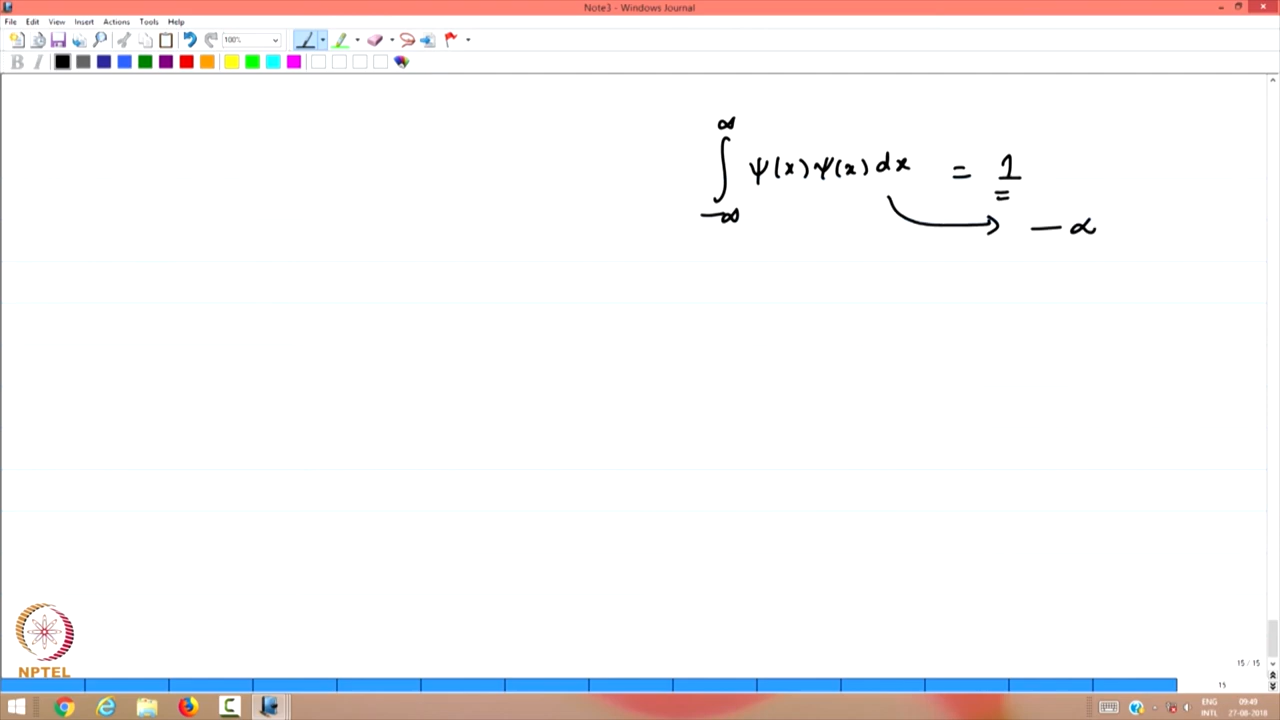 Note3 - Windows Journal
File Edit View Insert Actions Tools Help
100%
B I
∞
∫ ψ(x) ψ(x) dx = 1
-∞
— α
NPTEL
15 / 15
15
ENG 09:49
INTL 27-08-2018